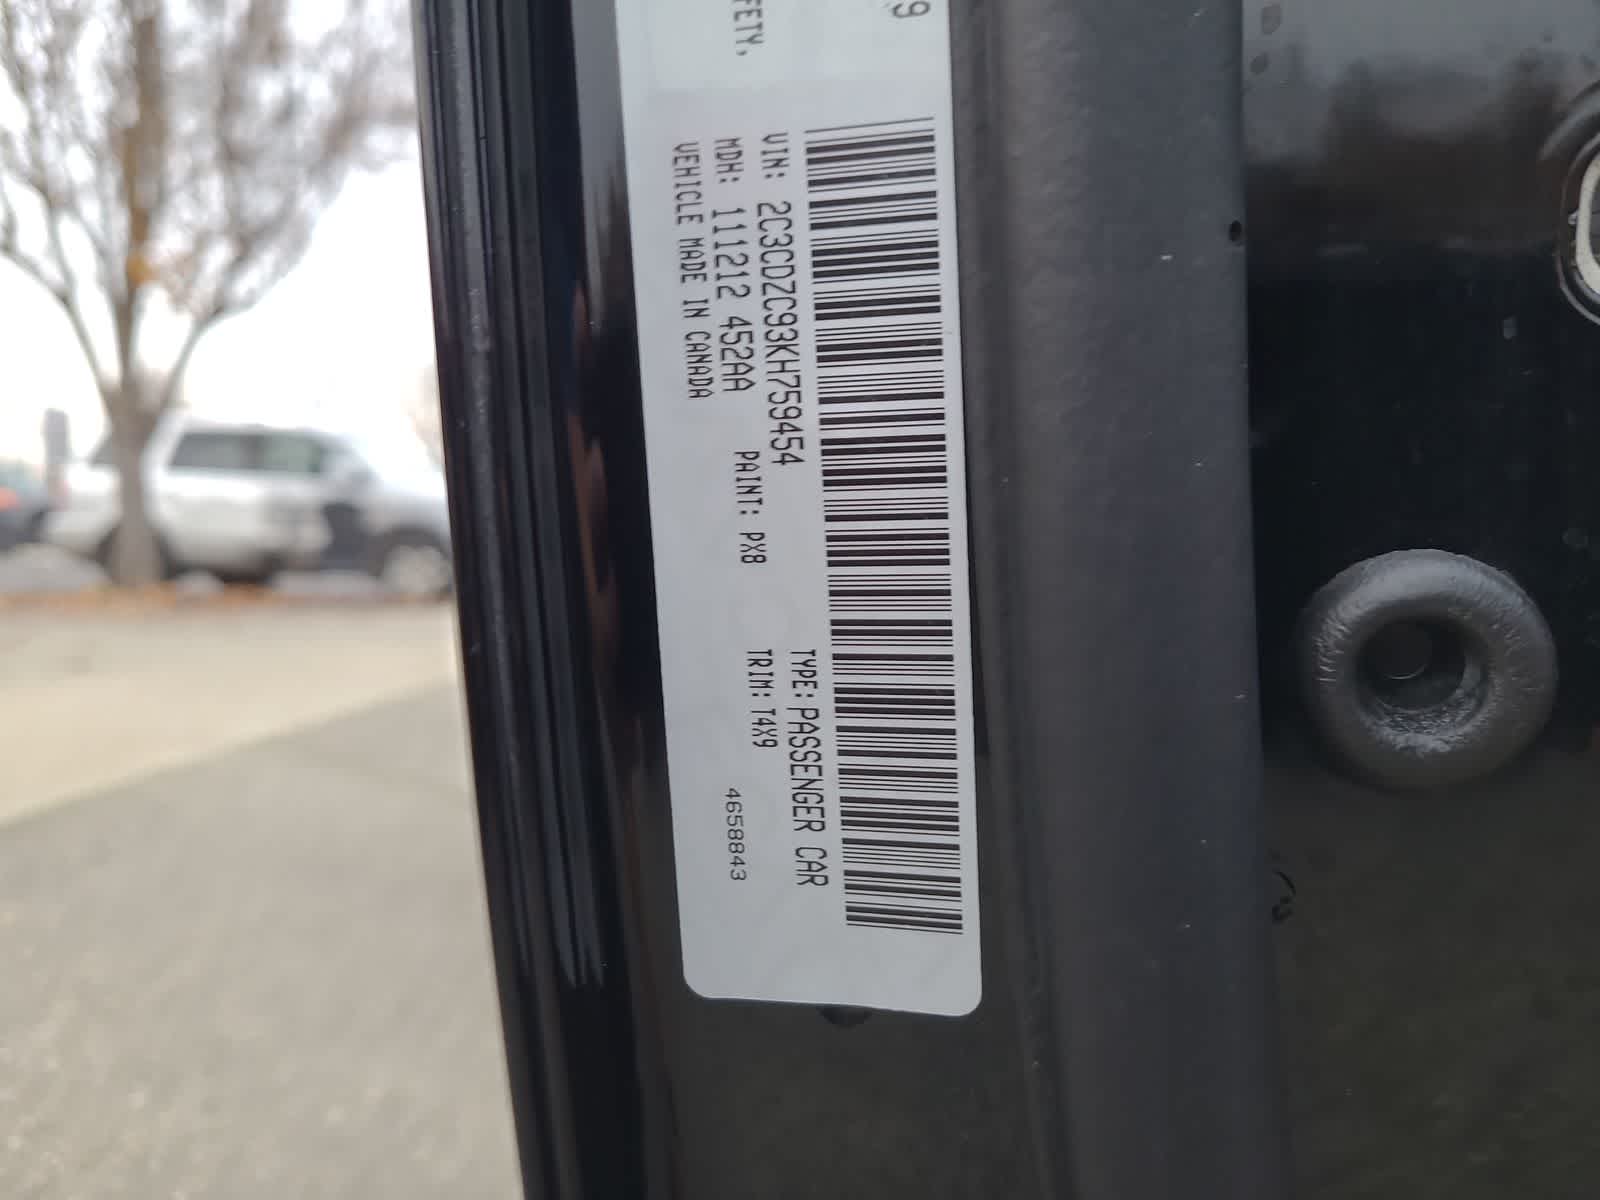 FETY,
9
VIN: 2C3CDZC93KH759454
TYPE: PASSENGER CAR
MDH: 111212 452AA
PAINT: PX8
TRIM: T4X9
VEHICLE MADE IN CANADA
4658843